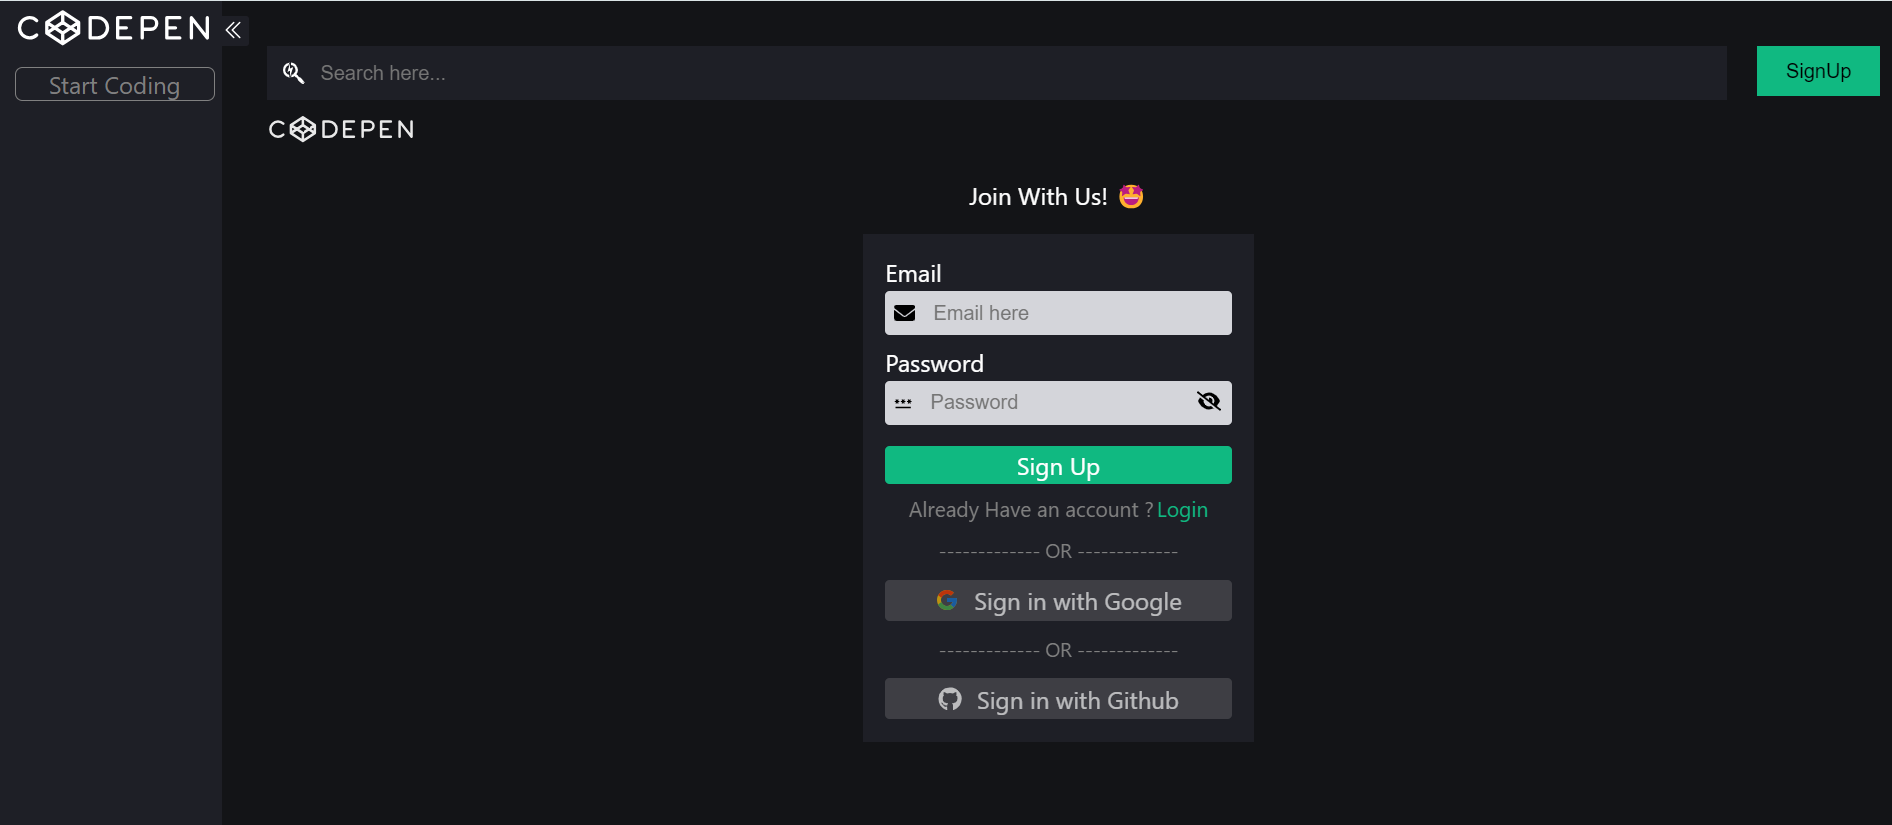 CODEPEN
Start Coding
Search here...
SignUp
CODEPEN
Join With Us! 🤩
Email
Email here
Password
Password
Sign Up
Already Have an account ? Login
------------- OR -------------
Sign in with Google
------------- OR -------------
Sign in with Github